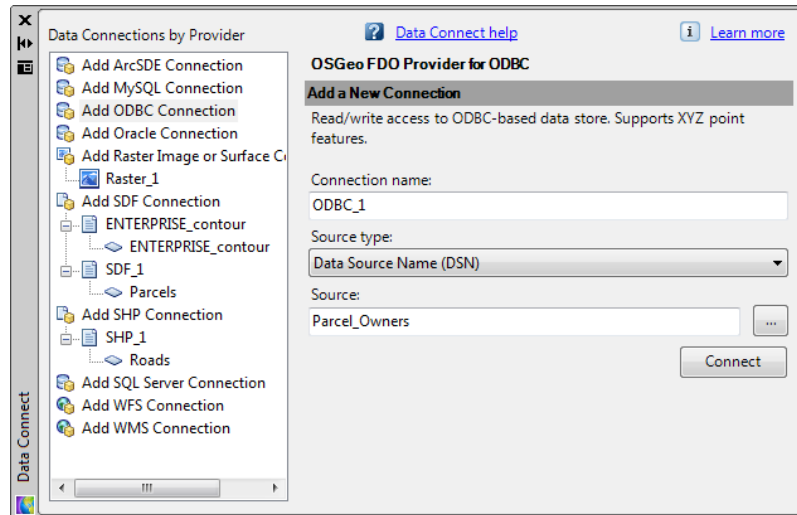 Data Connections by Provider
Add ArcSDE Connection
Add MySQL Connection
Add ODBC Connection
Add Oracle Connection
Add Raster Image or Surface C
Raster_1
Add SDF Connection
ENTERPRISE_contour
ENTERPRISE_contour
SDF_1
Parcels
Add SHP Connection
SHP_1
Roads
Add SQL Server Connection
Add WFS Connection
Add WMS Connection
Data Connect
Data Connect help
Learn more
OSGeo FDO Provider for ODBC
Add a New Connection
Read/write access to ODBC-based data store. Supports XYZ point
features.
Connection name:
ODBC_1
Source type:
Data Source Name (DSN)
Source:
Parcel_Owners
...
Connect